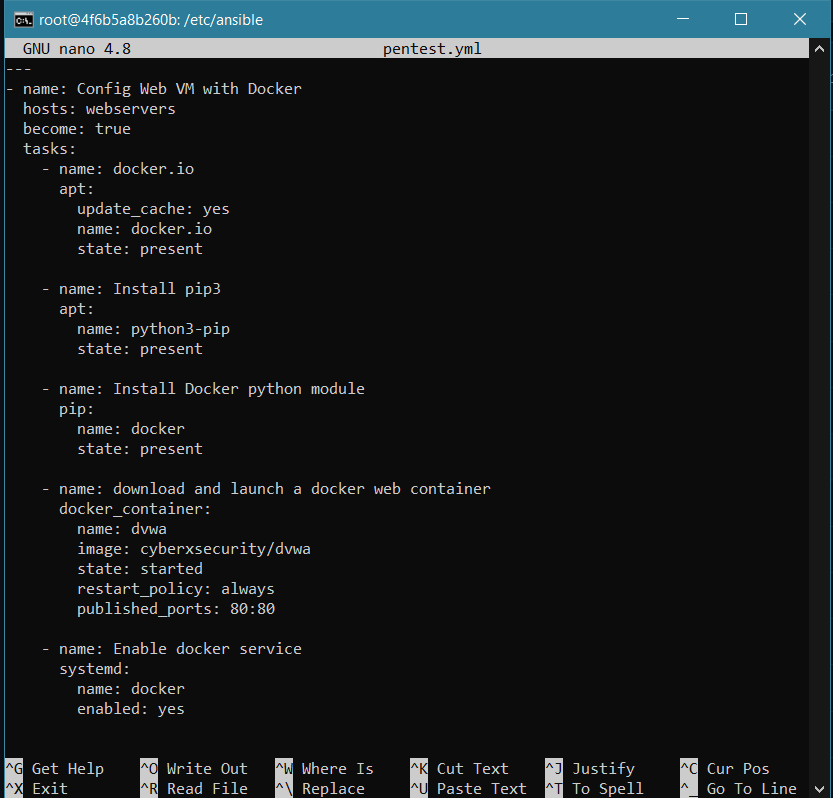 root@4f6b5a8b260b: /etc/ansible
GNU nano 4.8 pentest.yml
---
- name: Config Web VM with Docker
  hosts: webservers
  become: true
  tasks:
    - name: docker.io
      apt:
        update_cache: yes
        name: docker.io
        state: present

    - name: Install pip3
      apt:
        name: python3-pip
        state: present

    - name: Install Docker python module
      pip:
        name: docker
        state: present

    - name: download and launch a docker web container
      docker_container:
        name: dvwa
        image: cyberxsecurity/dvwa
        state: started
        restart_policy: always
        published_ports: 80:80

    - name: Enable docker service
      systemd:
        name: docker
        enabled: yes

^G Get Help ^O Write Out ^W Where Is ^K Cut Text ^J Justify ^C Cur Pos
^X Exit ^R Read File ^\ Replace ^U Paste Text ^T To Spell ^_ Go To Line